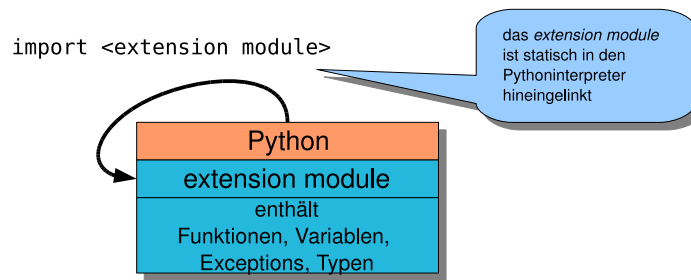 import <extension module>
das extension module
ist statisch in den
Pythoninterpreter
hineingelinkt
Python
extension module
enthält
Funktionen, Variablen,
Exceptions, Typen